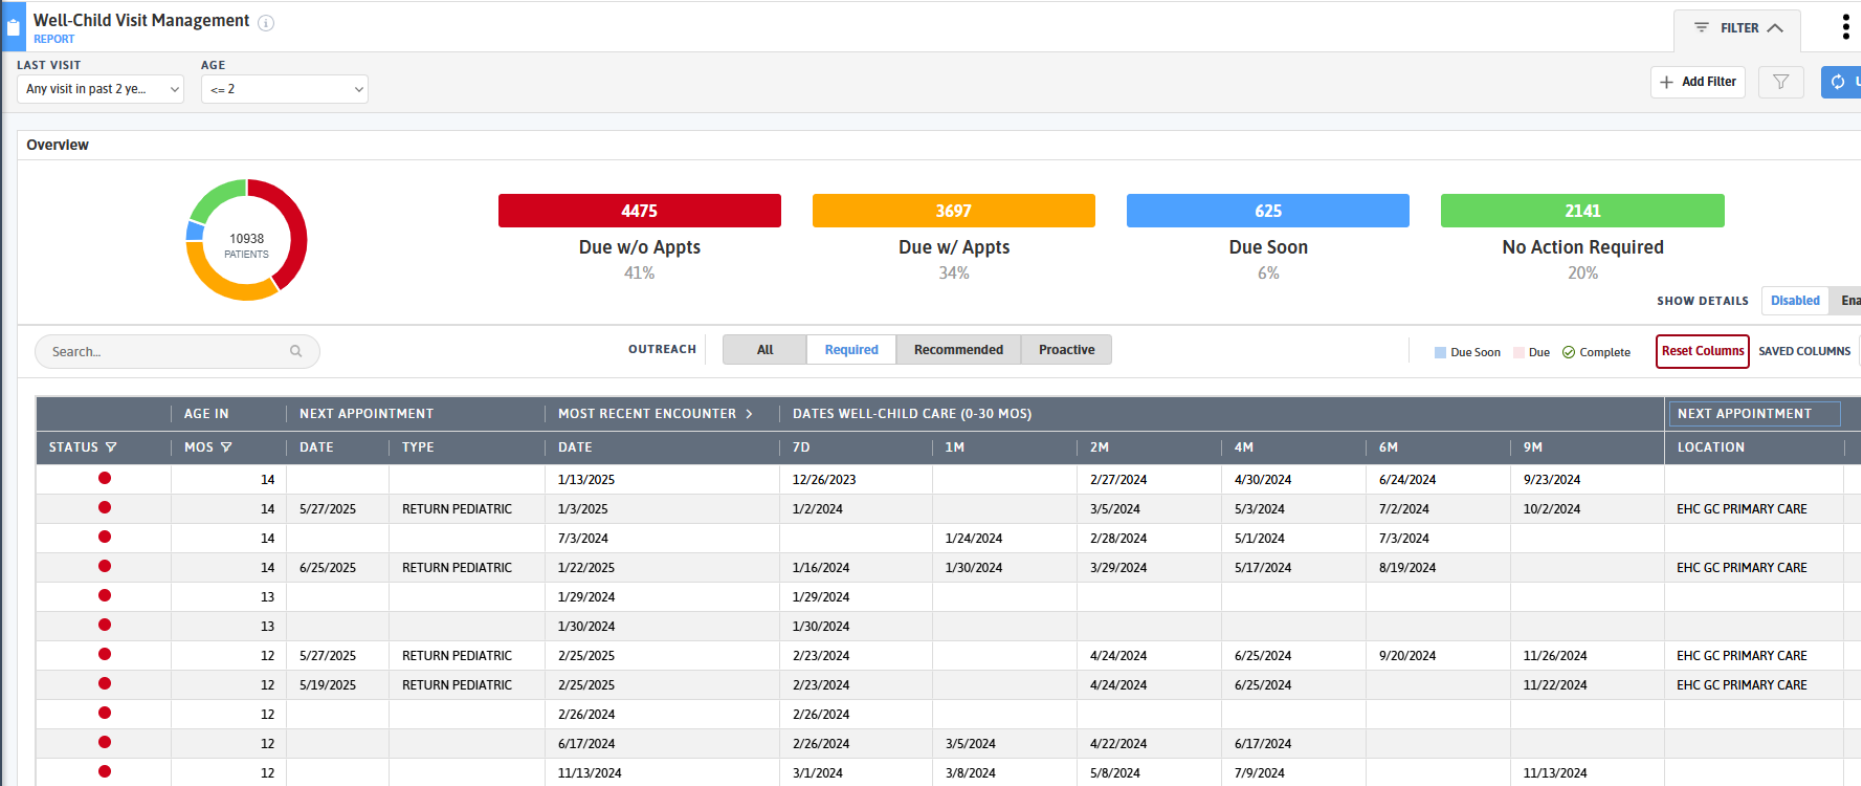 Well-Child Visit Management
REPORT
FILTER
LAST VISIT AGE
Any visit in past 2 ye... <= 2
Add Filter
Overview
10938
PATIENTS
4475 3697 625 2141
Due w/o Appts Due w/ Appts Due Soon No Action Required
41% 34% 6% 20%
SHOW DETAILS Disabled Ena
Search... OUTREACH All Required Recommended Proactive Due Soon Due Complete Reset Columns SAVED COLUMNS
AGE IN NEXT APPOINTMENT MOST RECENT ENCOUNTER > DATES WELL-CHILD CARE (0-30 MOS) NEXT APPOINTMENT
STATUS MOS DATE TYPE DATE 7D 1M 2M 4M 6M 9M LOCATION
14 1/13/2025 12/26/2023 2/27/2024 4/30/2024 6/24/2024 9/23/2024
14 5/27/2025 RETURN PEDIATRIC 1/3/2025 1/2/2024 3/5/2024 5/3/2024 7/2/2024 10/2/2024 EHC GC PRIMARY CARE
14 7/3/2024 1/24/2024 2/28/2024 5/1/2024 7/3/2024
14 6/25/2025 RETURN PEDIATRIC 1/22/2025 1/16/2024 1/30/2024 3/29/2024 5/17/2024 8/19/2024 EHC GC PRIMARY CARE
13 1/29/2024 1/29/2024
13 1/30/2024 1/30/2024
12 5/27/2025 RETURN PEDIATRIC 2/25/2025 2/23/2024 4/24/2024 6/25/2024 9/20/2024 11/26/2024 EHC GC PRIMARY CARE
12 5/19/2025 RETURN PEDIATRIC 2/25/2025 2/23/2024 4/24/2024 6/25/2024 11/22/2024 EHC GC PRIMARY CARE
12 2/26/2024 2/26/2024
12 6/17/2024 2/26/2024 3/5/2024 4/22/2024 6/17/2024
12 11/13/2024 3/1/2024 3/8/2024 5/8/2024 7/9/2024 11/13/2024